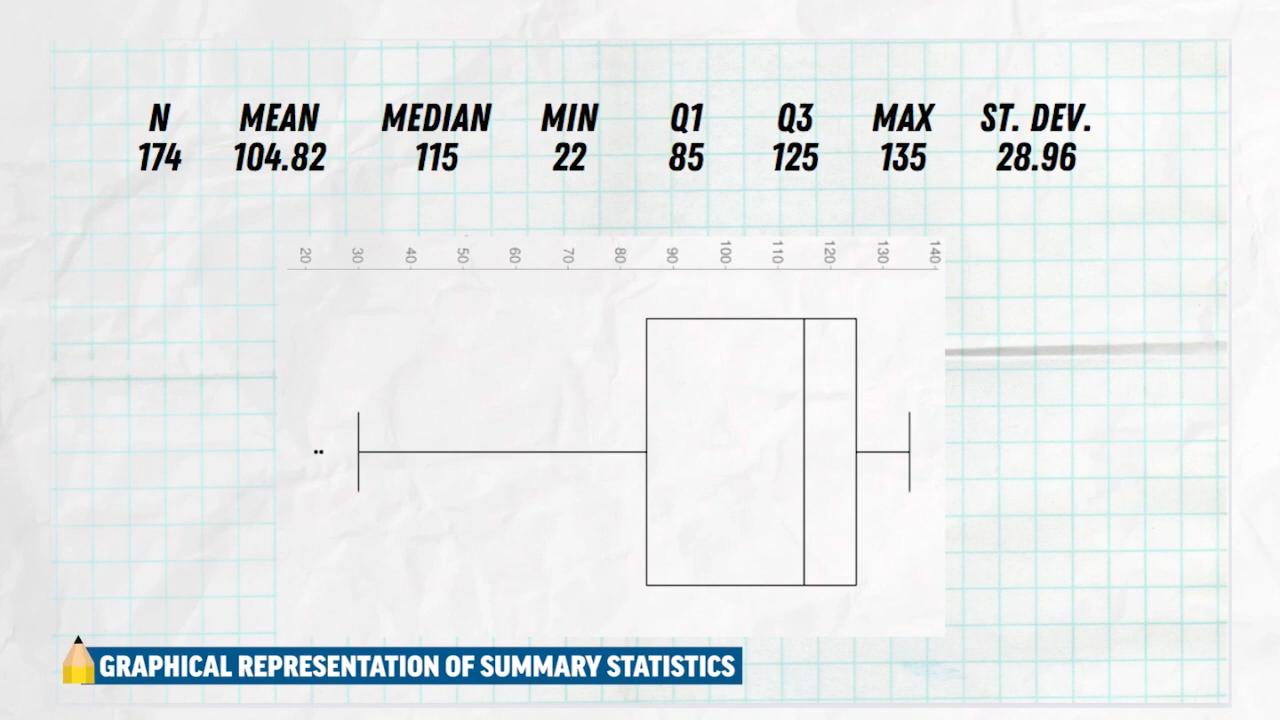 N MEAN MEDIAN MIN Q1 Q3 MAX ST. DEV.
174 104.82 115 22 85 125 135 28.96
20 30 40 50 60 70 80 90 100 110 120 130 140
GRAPHICAL REPRESENTATION OF SUMMARY STATISTICS